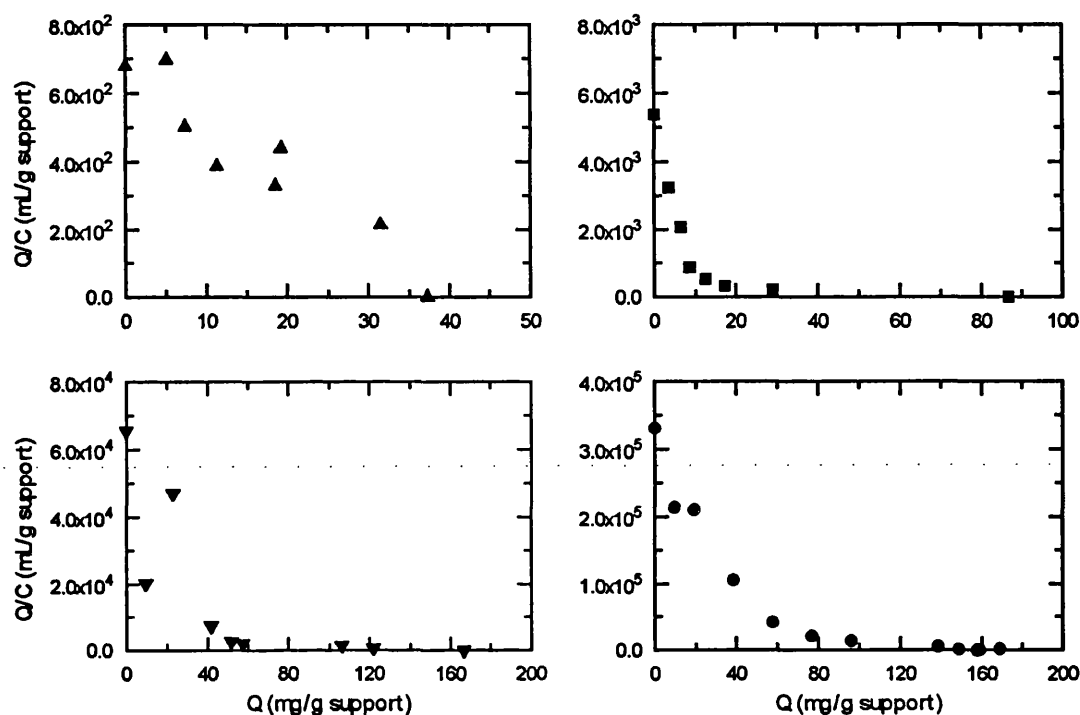 8.0x10²
6.0x10²
4.0x10²
2.0x10²
0.0
Q/C (mL/g support)
0 10 20 30 40 50
8.0x10³
6.0x10³
4.0x10³
2.0x10³
0.0
0 20 40 60 80 100
8.0x10⁴
6.0x10⁴
4.0x10⁴
2.0x10⁴
0.0
Q/C (mL/g support)
0 40 80 120 160 200
Q (mg/g support)
4.0x10⁵
3.0x10⁵
2.0x10⁵
1.0x10⁵
0.0
0 40 80 120 160 200
Q (mg/g support)